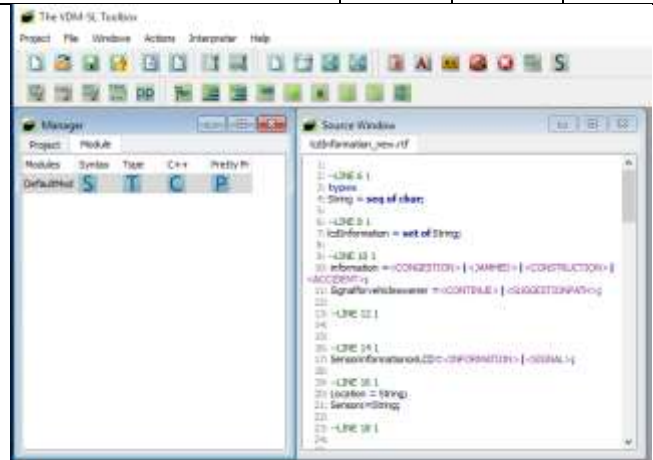 The VDM-SL Toolbox
Project File Windows Actions Interpreter Help
Manager
Project Module
Modules Syntax Type C++ Pretty Pr
DefaultMod S T C P
Source Window
lcdInformation_new.rtf
1:
2: --LINE 6 1
3: types
4: String = seq of char;
5:
6: --LINE 8 1
7: lcdInformation = set of String;
8:
9: --LINE 10 1
10: information =<CONGESTION> | <JAMMED> | <CONSTRUCTION> |
<ACCIDENT>;
11: Signalforvehicleowner =<CONTINUE> | <SUGGESTIONPATH>;
12:
13: --LINE 12 1
14:
15:
16: --LINE 14 1
17: SensorinformationoLCD=<INFORMATION> | <SIGNAL>;
18:
19: --LINE 16 1
20: Location = String;
21: Sensors=String;
22:
23: --LINE 18 1
24: